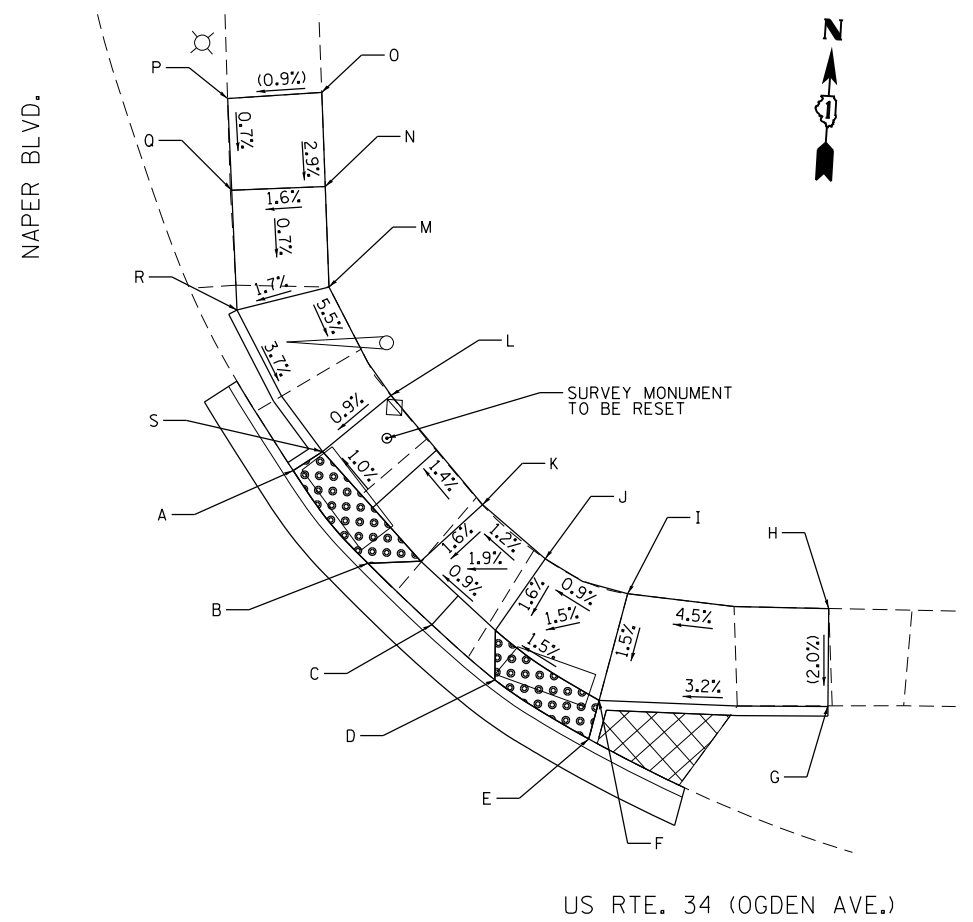 N
1
P
O
(0.9%)
0.7%
2.9%
Q
N
1.6%
0.7%
NAPER BLVD.
M
R
1.7%
5.5%
3.7%
L
0.9%
SURVEY MONUMENT
TO BE RESET
S
1.0%
1.4%
K
A
1.6%
1.2%
1.9%
0.9%
J
I
H
B
1.6%
0.9%
1.5%
1.5%
1.5%
4.5%
3.2%
(2.0%)
C
D
E
F
G
US RTE. 34 (OGDEN AVE.)